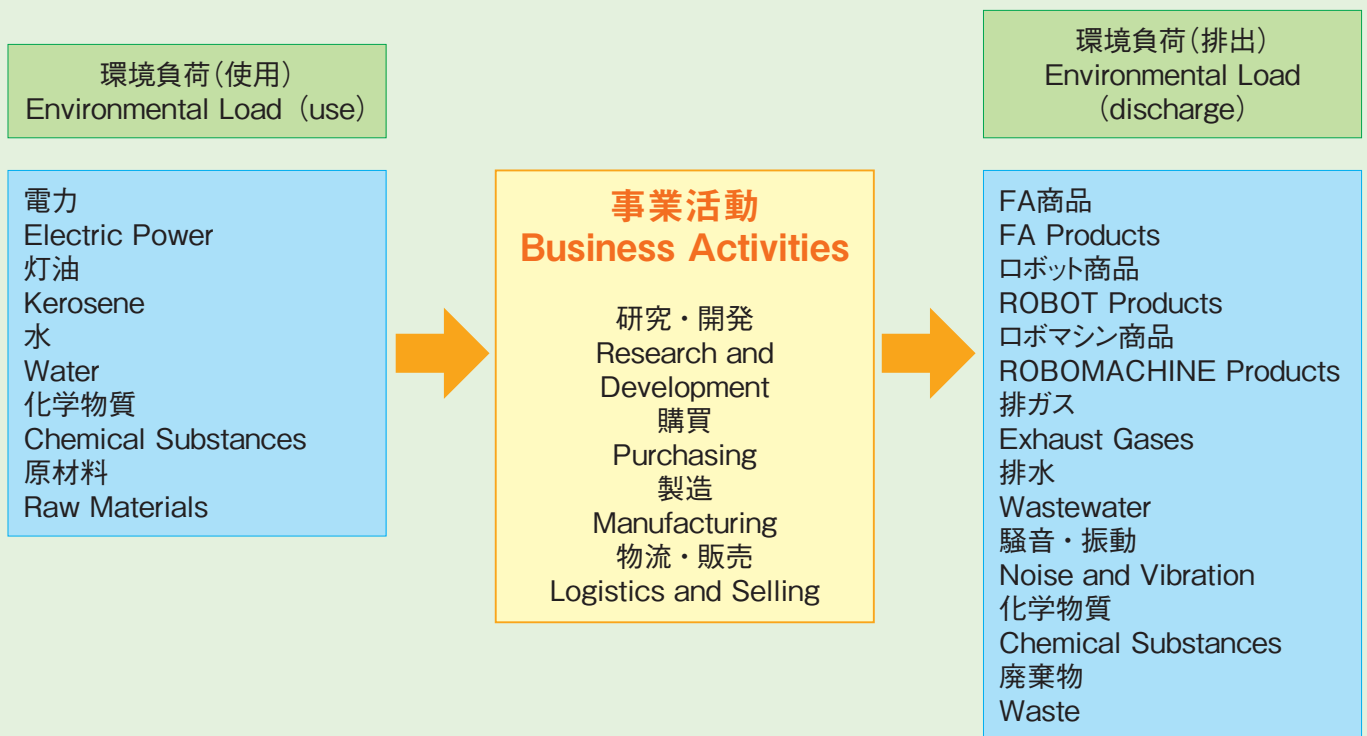 環境負荷(使用)
Environmental Load (use)
電力
Electric Power
灯油
Kerosene
水
Water
化学物質
Chemical Substances
原材料
Raw Materials
事業活動
Business Activities
研究・開発
Research and
Development
購買
Purchasing
製造
Manufacturing
物流・販売
Logistics and Selling
環境負荷(排出)
Environmental Load
(discharge)
FA商品
FA Products
ロボット商品
ROBOT Products
ロボマシン商品
ROBOMACHINE Products
排ガス
Exhaust Gases
排水
Wastewater
騒音・振動
Noise and Vibration
化学物質
Chemical Substances
廃棄物
Waste